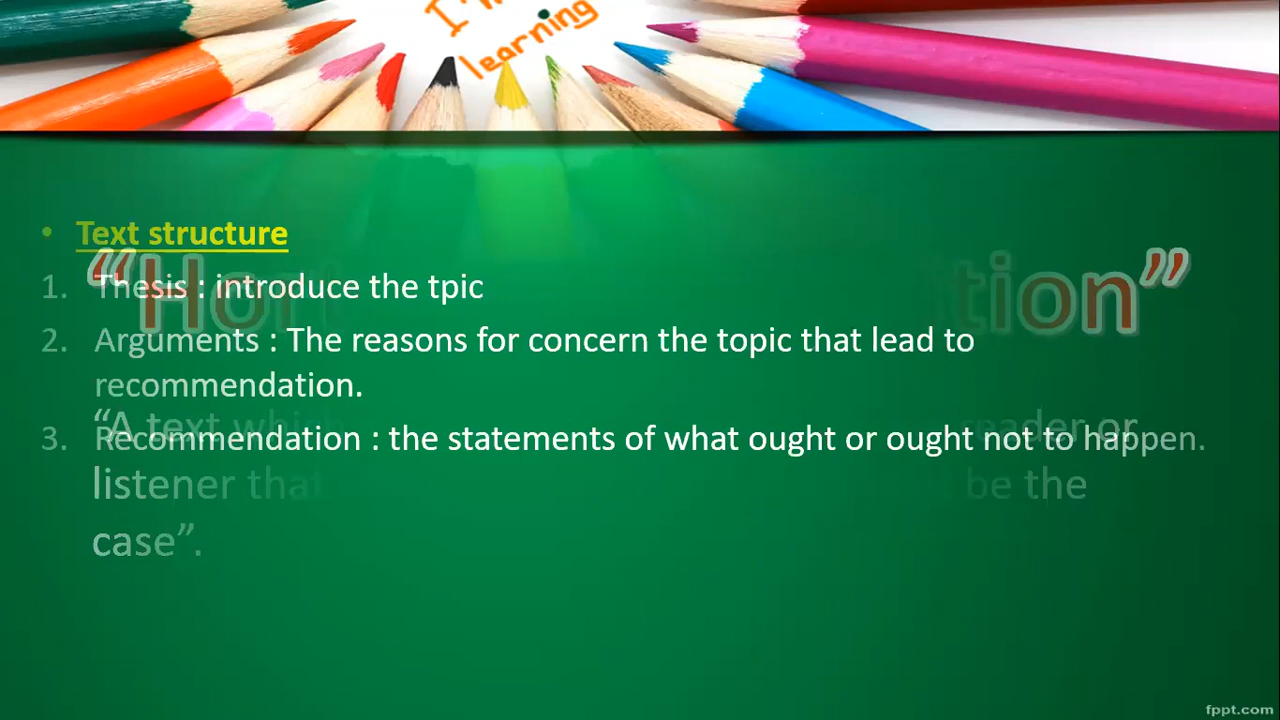 I'm
learning
• Text structure
1. Thesis : introduce the tpic
2. Arguments : The reasons for concern the topic that lead to
recommendation.
3. Recommendation : the statements of what ought or ought not to happen.
“A text which reader or
listener that be the
case”.
fppt.com